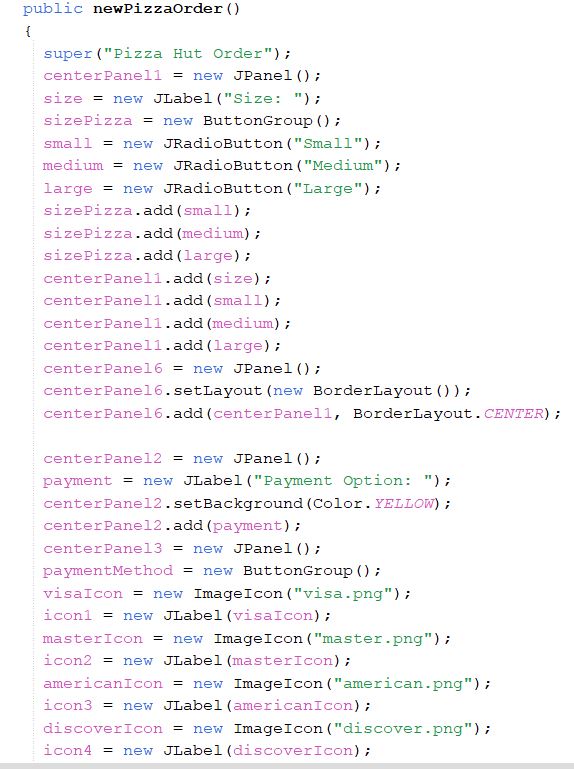 public newPizzaOrder()
{
super("Pizza Hut Order");
centerPanel1 = new JPanel();
size = new JLabel("Size: ");
sizePizza = new ButtonGroup();
small = new JRadioButton("Small");
medium = new JRadioButton("Medium");
large = new JRadioButton("Large");
sizePizza.add(small);
sizePizza.add(medium);
sizePizza.add(large);
centerPanel1.add(size);
centerPanel1.add(small);
centerPanel1.add(medium);
centerPanel1.add(large);
centerPanel6 = new JPanel();
centerPanel6.setLayout(new BorderLayout());
centerPanel6.add(centerPanel1, BorderLayout.CENTER);
centerPanel2 = new JPanel();
payment = new JLabel("Payment Option: ");
centerPanel2.setBackground(Color.YELLOW);
centerPanel2.add(payment);
centerPanel3 = new JPanel();
paymentMethod = new ButtonGroup();
visaIcon = new ImageIcon("visa.png");
icon1 = new JLabel(visaIcon);
masterIcon = new ImageIcon("master.png");
icon2 = new JLabel(masterIcon);
americanIcon = new ImageIcon("american.png");
icon3 = new JLabel(americanIcon);
discoverIcon = new ImageIcon("discover.png");
icon4 = new JLabel(discoverIcon);